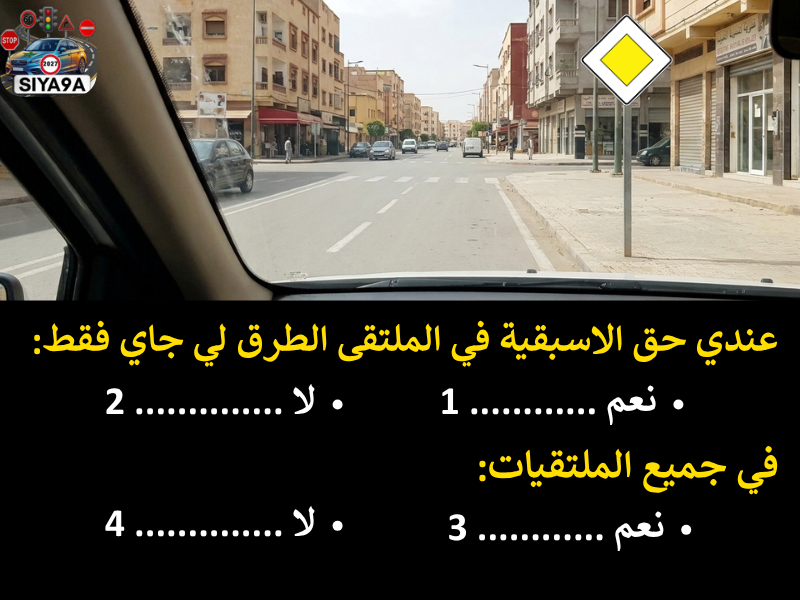 STOP
2027
SIYA9A
عندي حق الاسبقية في الملتقى الطرق لي جاي فقط:
• نعم ............ 1
• لا .............. 2
في جميع الملتقيات:
• نعم ............ 3
• لا .............. 4